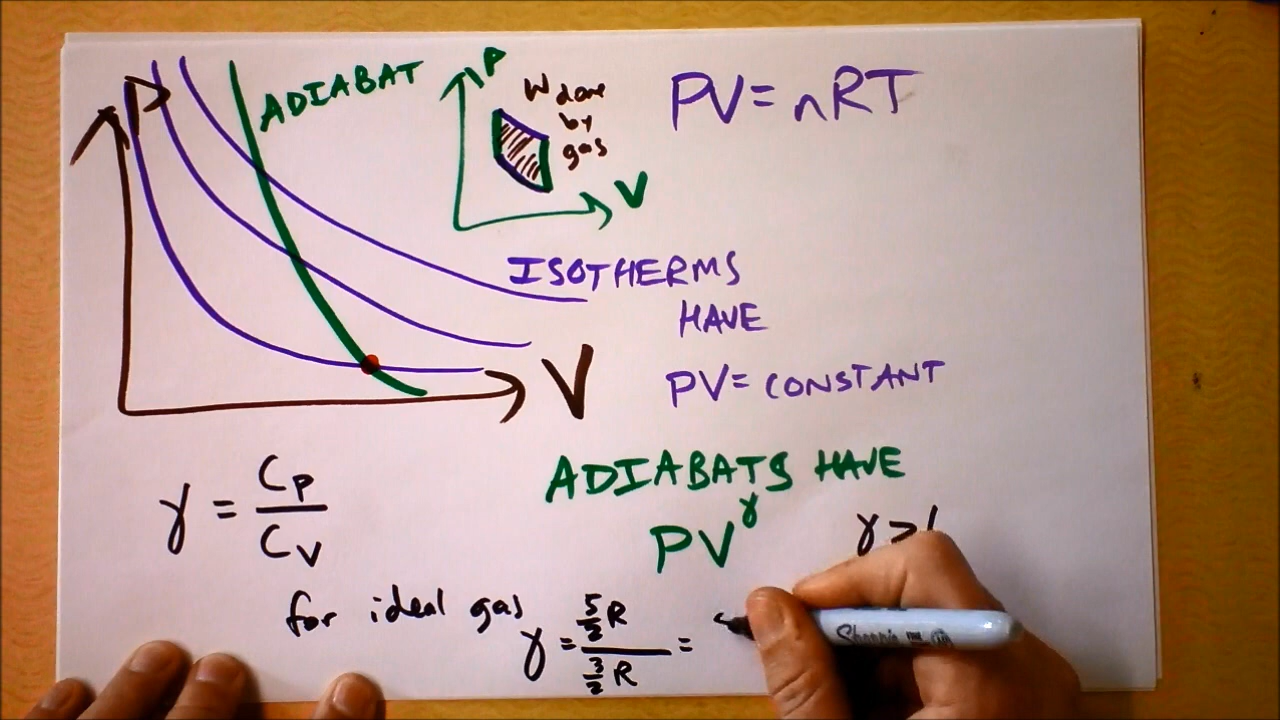 P
ADIABAT
P
W done
by
gas
V
PV = nRT
ISOTHERMS
HAVE
PV = CONSTANT
V
γ = CP / CV
ADIABATS HAVE
PV^γ
γ > 1
for ideal gas γ = 5/2 R / 3/2 R =
Sharpie